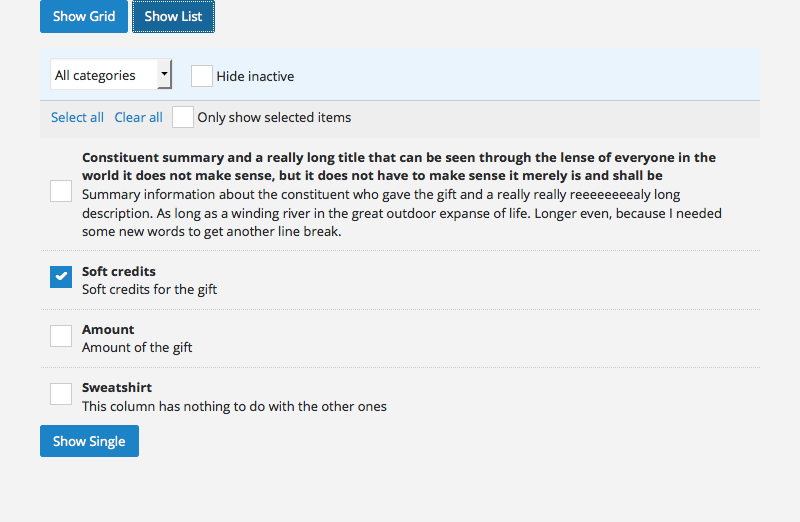 Show Grid Show List
All categories Hide inactive
Select all Clear all Only show selected items
Constituent summary and a really long title that can be seen through the lense of everyone in the
world it does not make sense, but it does not have to make sense it merely is and shall be
Summary information about the constituent who gave the gift and a really really reeeeeeeealy long
description. As long as a winding river in the great outdoor expanse of life. Longer even, because I needed
some new words to get another line break.
Soft credits
Soft credits for the gift
Amount
Amount of the gift
Sweatshirt
This column has nothing to do with the other ones
Show Single